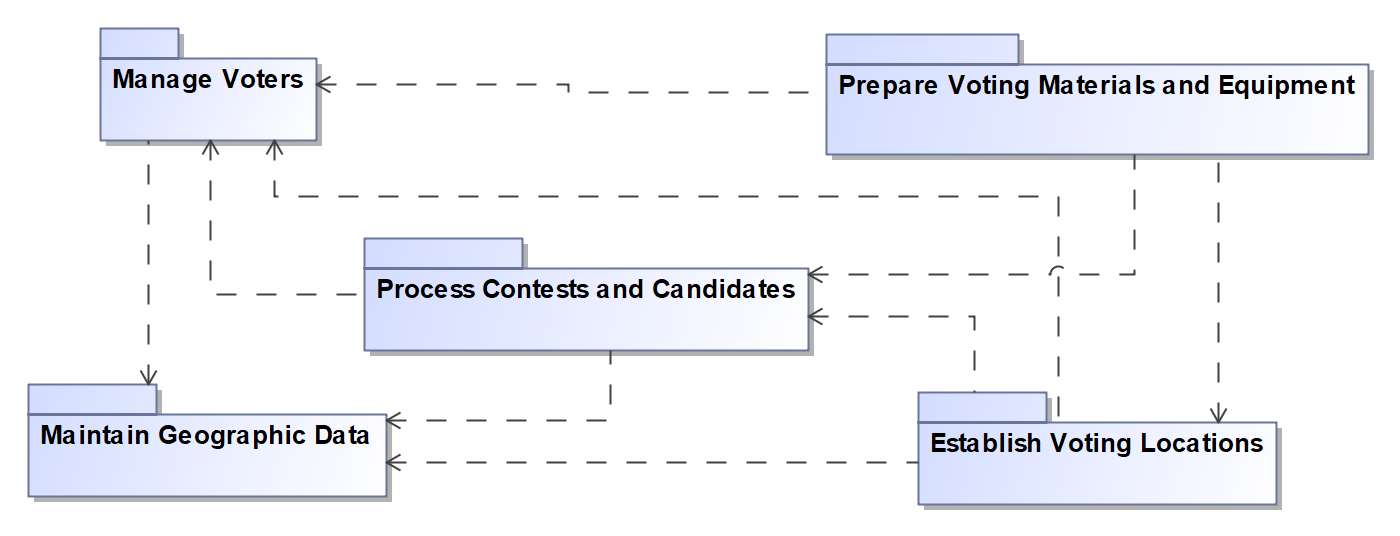 Manage Voters
Prepare Voting Materials and Equipment
Process Contests and Candidates
Maintain Geographic Data
Establish Voting Locations